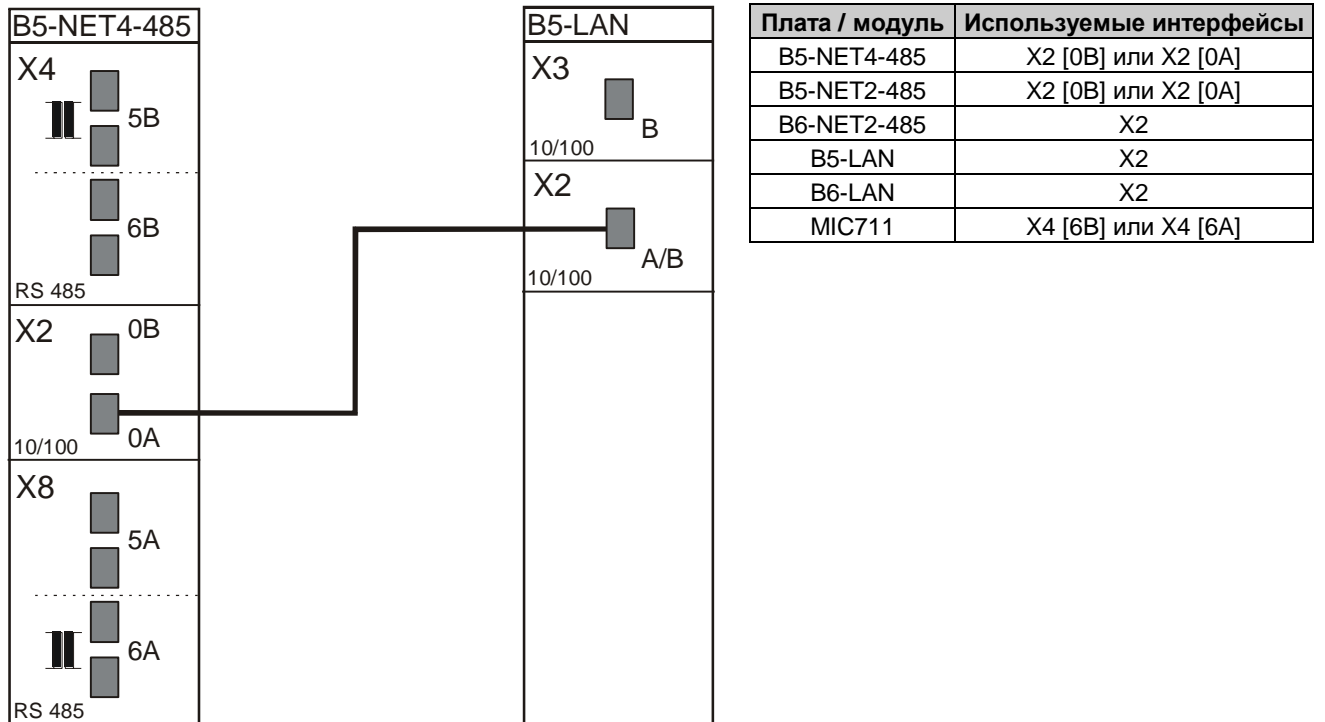 B5-NET4-485
X4
5B
6B
RS 485
X2
0B
0A
10/100
X8
5A
6A
RS 485
B5-LAN
X3
B
10/100
X2
A/B
10/100
Плата / модуль Используемые интерфейсы
B5-NET4-485 X2 [0B] или X2 [0A]
B5-NET2-485 X2 [0B] или X2 [0A]
B6-NET2-485 X2
B5-LAN X2
B6-LAN X2
MIC711 X4 [6B] или X4 [6A]